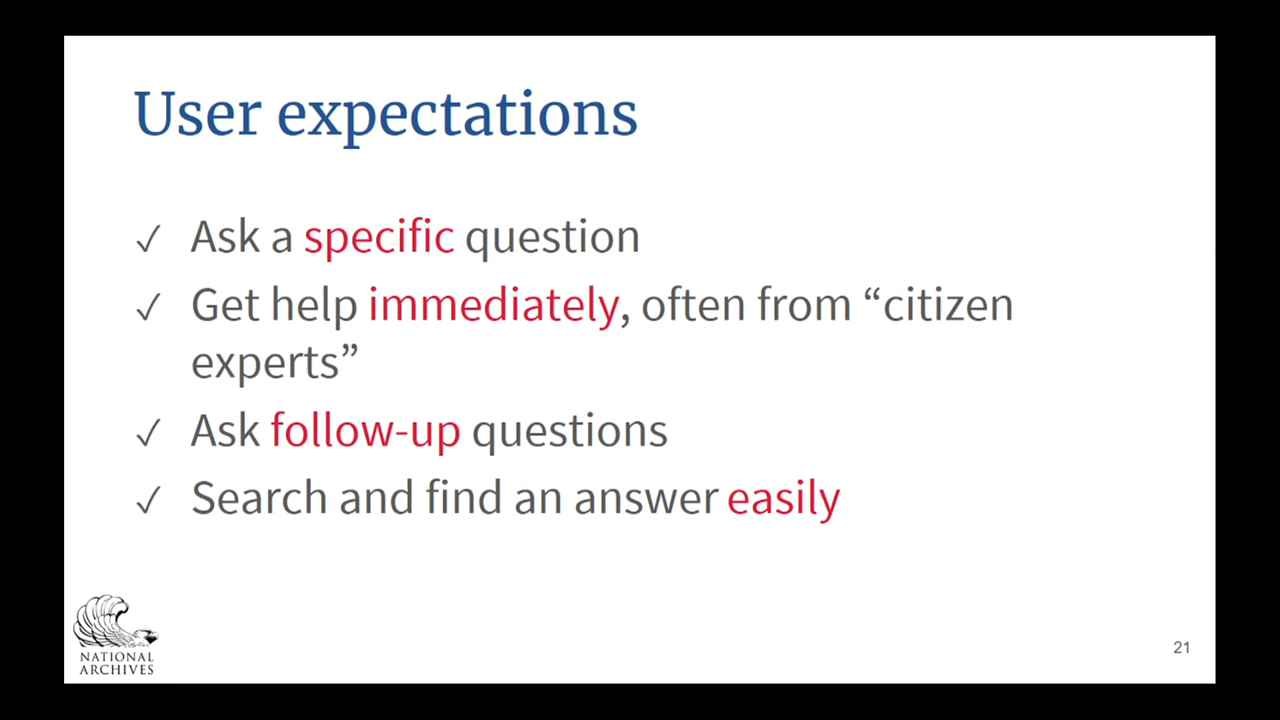 User expectations
✓ Ask a specific question
✓ Get help immediately, often from “citizen
experts”
✓ Ask follow-up questions
✓ Search and find an answer easily
NATIONAL
ARCHIVES
21